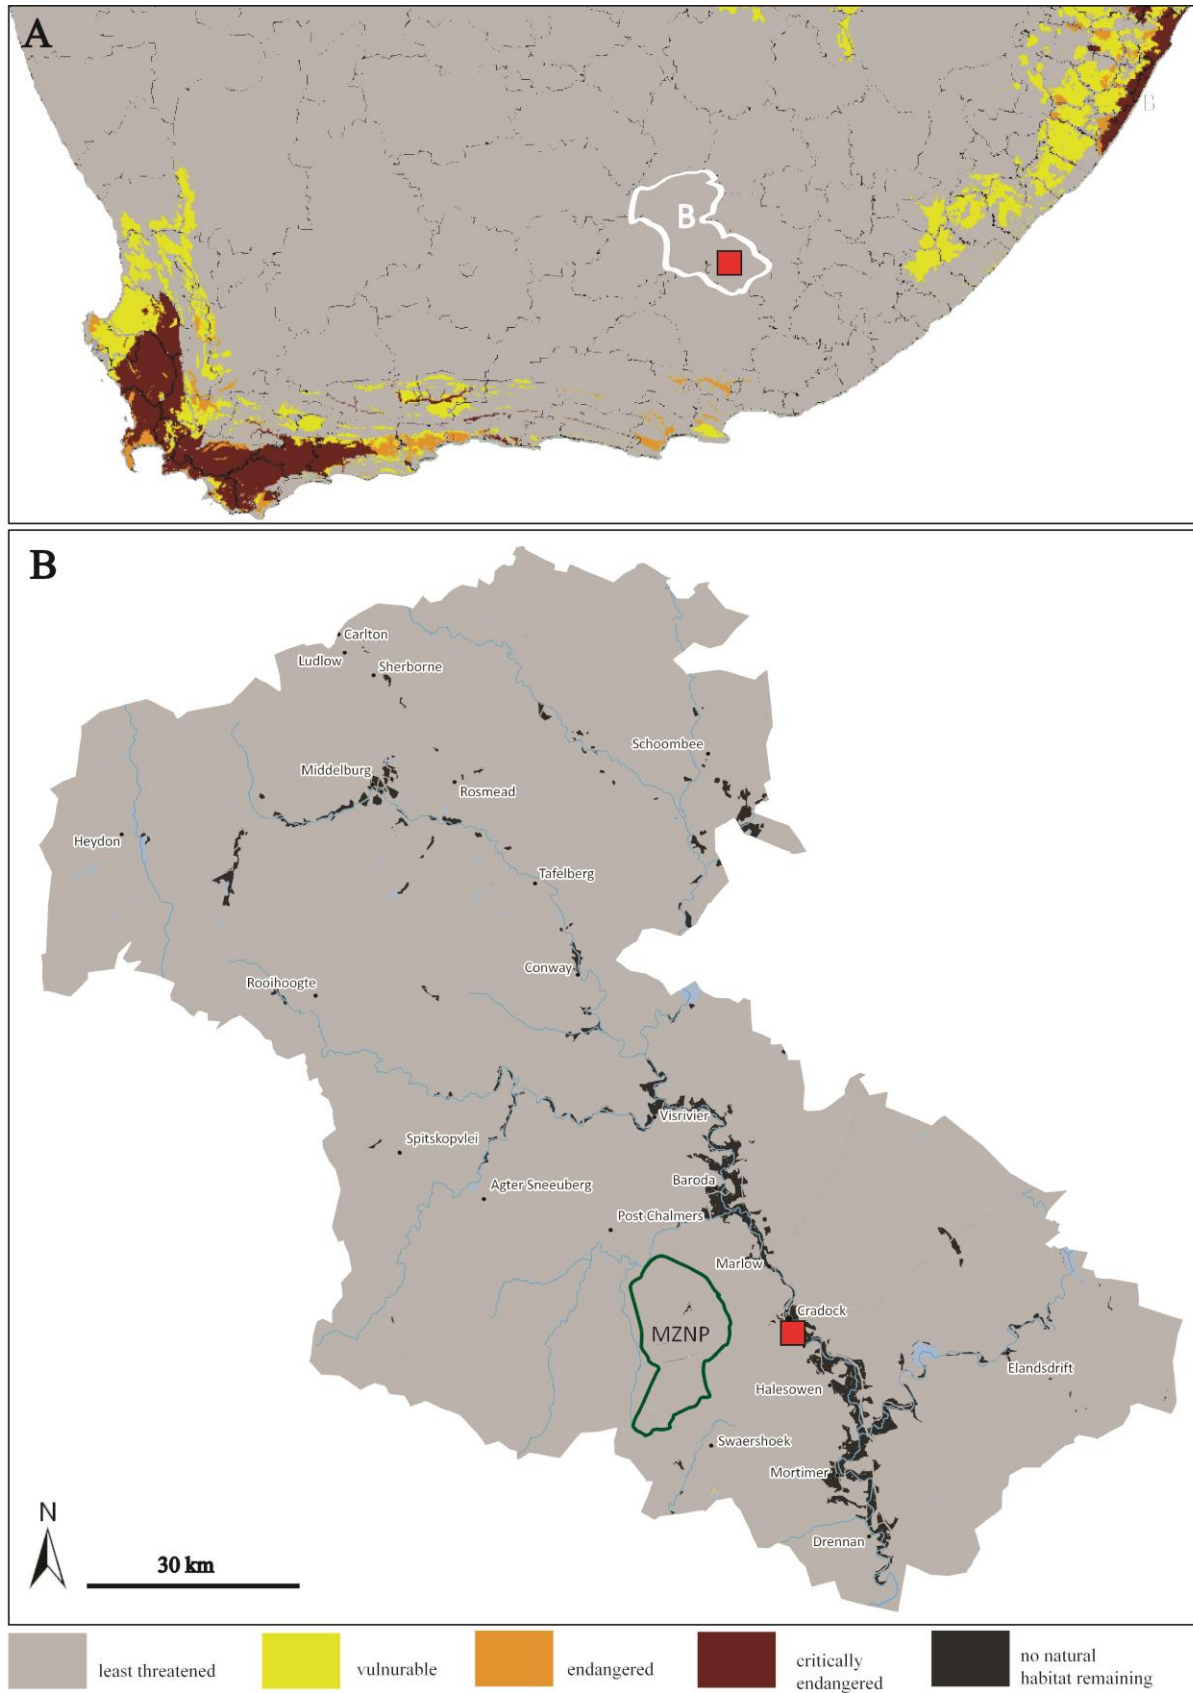 A
B
B
B
Carlton
Ludlow
Sherborne
Schoombee
Middelburg
Rosmead
Heydon
Tafelberg
Conway
Rooihoogte
Visrivier
Spitskopvlei
Baroda
Agter Sneeuberg
Post Chalmers
Marlow
Cradock
MZNP
Elandsdrift
Halesowen
Swaershoek
Mortimer
N
Drennan
30 km
least threatened
vulnurable
endangered
critically
endangered
no natural
habitat remaining